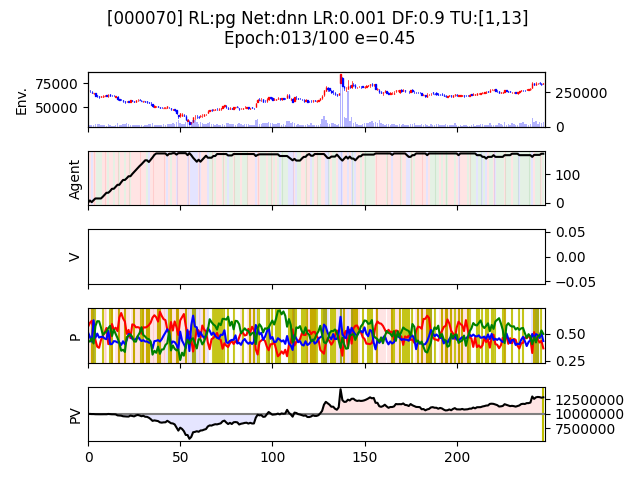 [000070] RL:pg Net:dnn LR:0.001 DF:0.9 TU:[1,13]
Epoch:013/100 e=0.45
Env.
75000
50000
250000
0
Agent
100
0
V
0.05
0.00
−0.05
P
0.50
0.25
PV
12500000
10000000
7500000
0
50
100
150
200